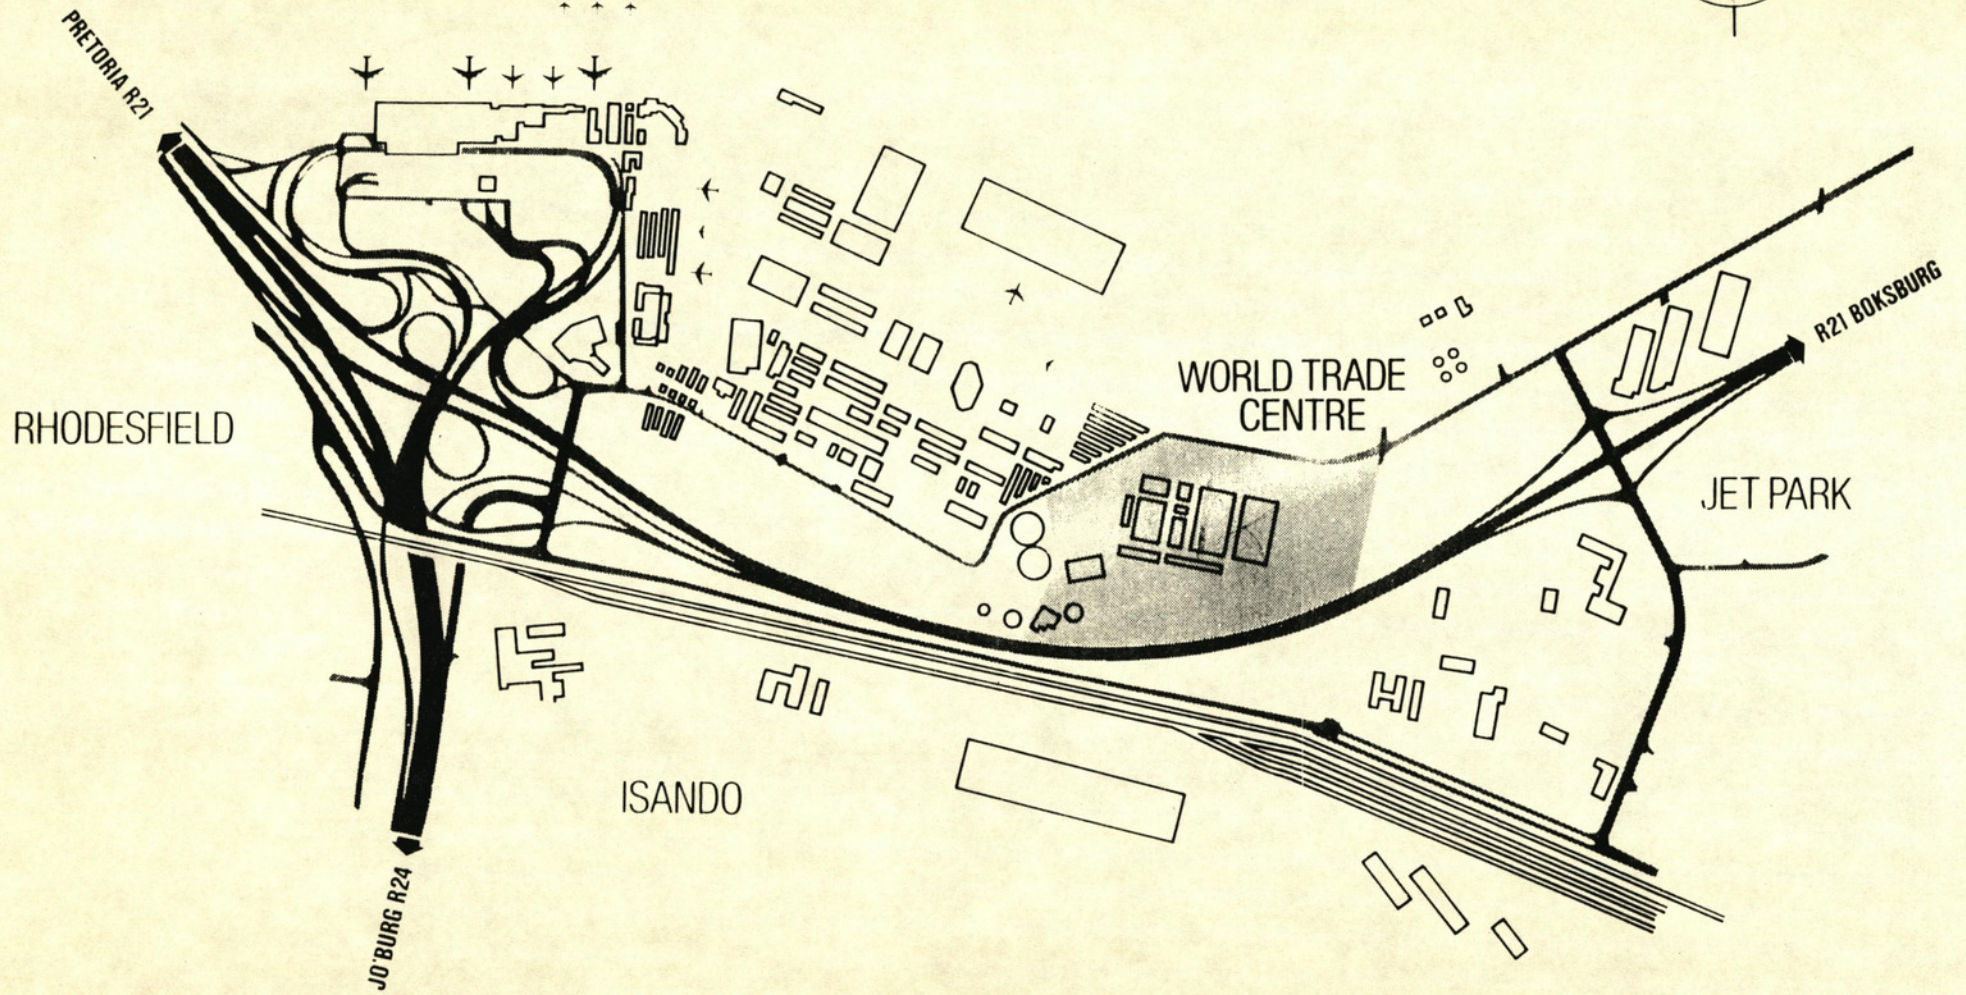 PRETORIA R21
R21 BOKSBURG
WORLD TRADE
CENTRE
RHODESFIELD
JET PARK
ISANDO
JO'BURG R24